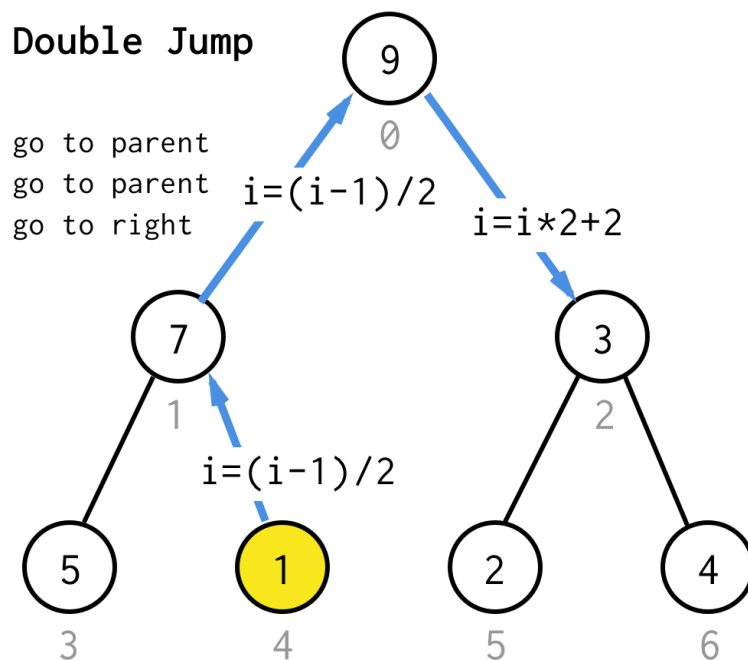 Double Jump
9
0
go to parent
go to parent
go to right
i=(i-1)/2
i=i*2+2
7
1
3
2
i=(i-1)/2
5
1
2
4
3
4
5
6